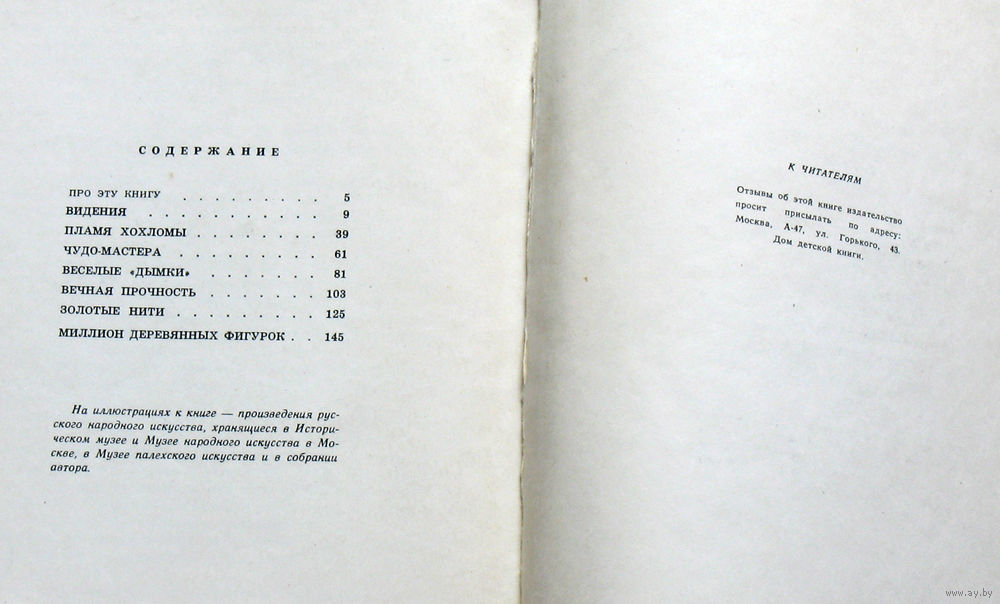 СОДЕРЖАНИЕ
ПРО ЭТУ КНИГУ . . . . . . . . . 5
ВИДЕНИЯ . . . . . . . . . . . 9
ПЛАМЯ ХОХЛОМЫ . . . . . . . . 39
ЧУДО-МАСТЕРА . . . . . . . . . 61
ВЕСЕЛЫЕ «ДЫМКИ» . . . . . . . 81
ВЕЧНАЯ ПРОЧНОСТЬ . . . . . . . 103
ЗОЛОТЫЕ НИТИ . . . . . . . . . 125
МИЛЛИОН ДЕРЕВЯННЫХ ФИГУРОК . . 145
На иллюстрациях к книге — произведения рус-
ского народного искусства, хранящиеся в Истори-
ческом музее и Музее народного искусства в Мо-
скве, в Музее палехского искусства и в собрании
автора.
К ЧИТАТЕЛЯМ
Отзывы об этой книге издательство
просит присылать по адресу:
Москва, А-47, ул. Горького, 43.
Дом детской книги.
www.ay.by